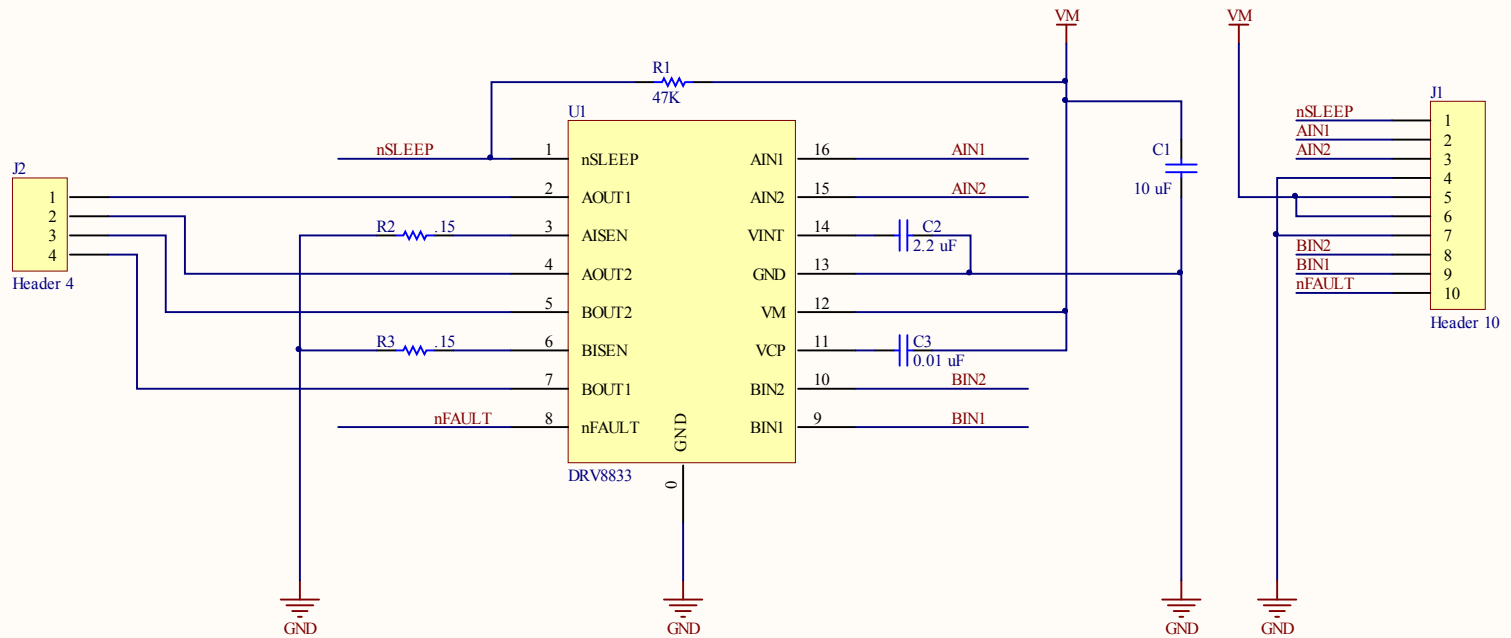 VM
VM
R1
47K
J1
U1
nSLEEP
AIN1
AIN2
BIN2
BIN1
nFAULT
1
2
3
4
5
6
7
8
9
10
Header 10
J2
1
2
3
4
Header 4
nSLEEP
R2 .15
R3 .15
nFAULT
1
2
3
4
5
6
7
8
nSLEEP
AOUT1
AISEN
AOUT2
BOUT2
BISEN
BOUT1
nFAULT
GND
0
AIN1
AIN2
VINT
GND
VM
VCP
BIN2
BIN1
16
15
14
13
12
11
10
9
AIN1
AIN2
C2
2.2 uF
C3
0.01 uF
BIN2
BIN1
C1
10 uF
DRV8833
GND
GND
GND
GND